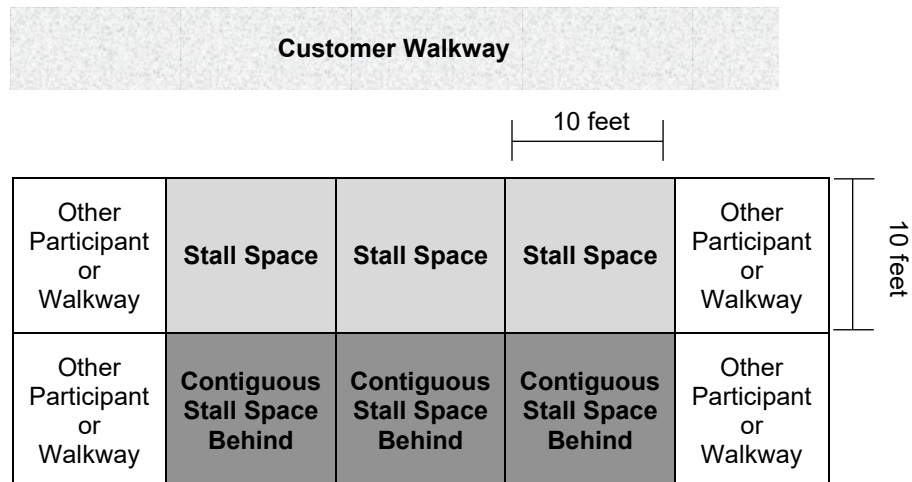 Customer Walkway
10 feet
Other
Participant
or
Walkway
Stall Space
Stall Space
Stall Space
Other
Participant
or
Walkway
10 feet
Other
Participant
or
Walkway
Contiguous
Stall Space
Behind
Contiguous
Stall Space
Behind
Contiguous
Stall Space
Behind
Other
Participant
or
Walkway